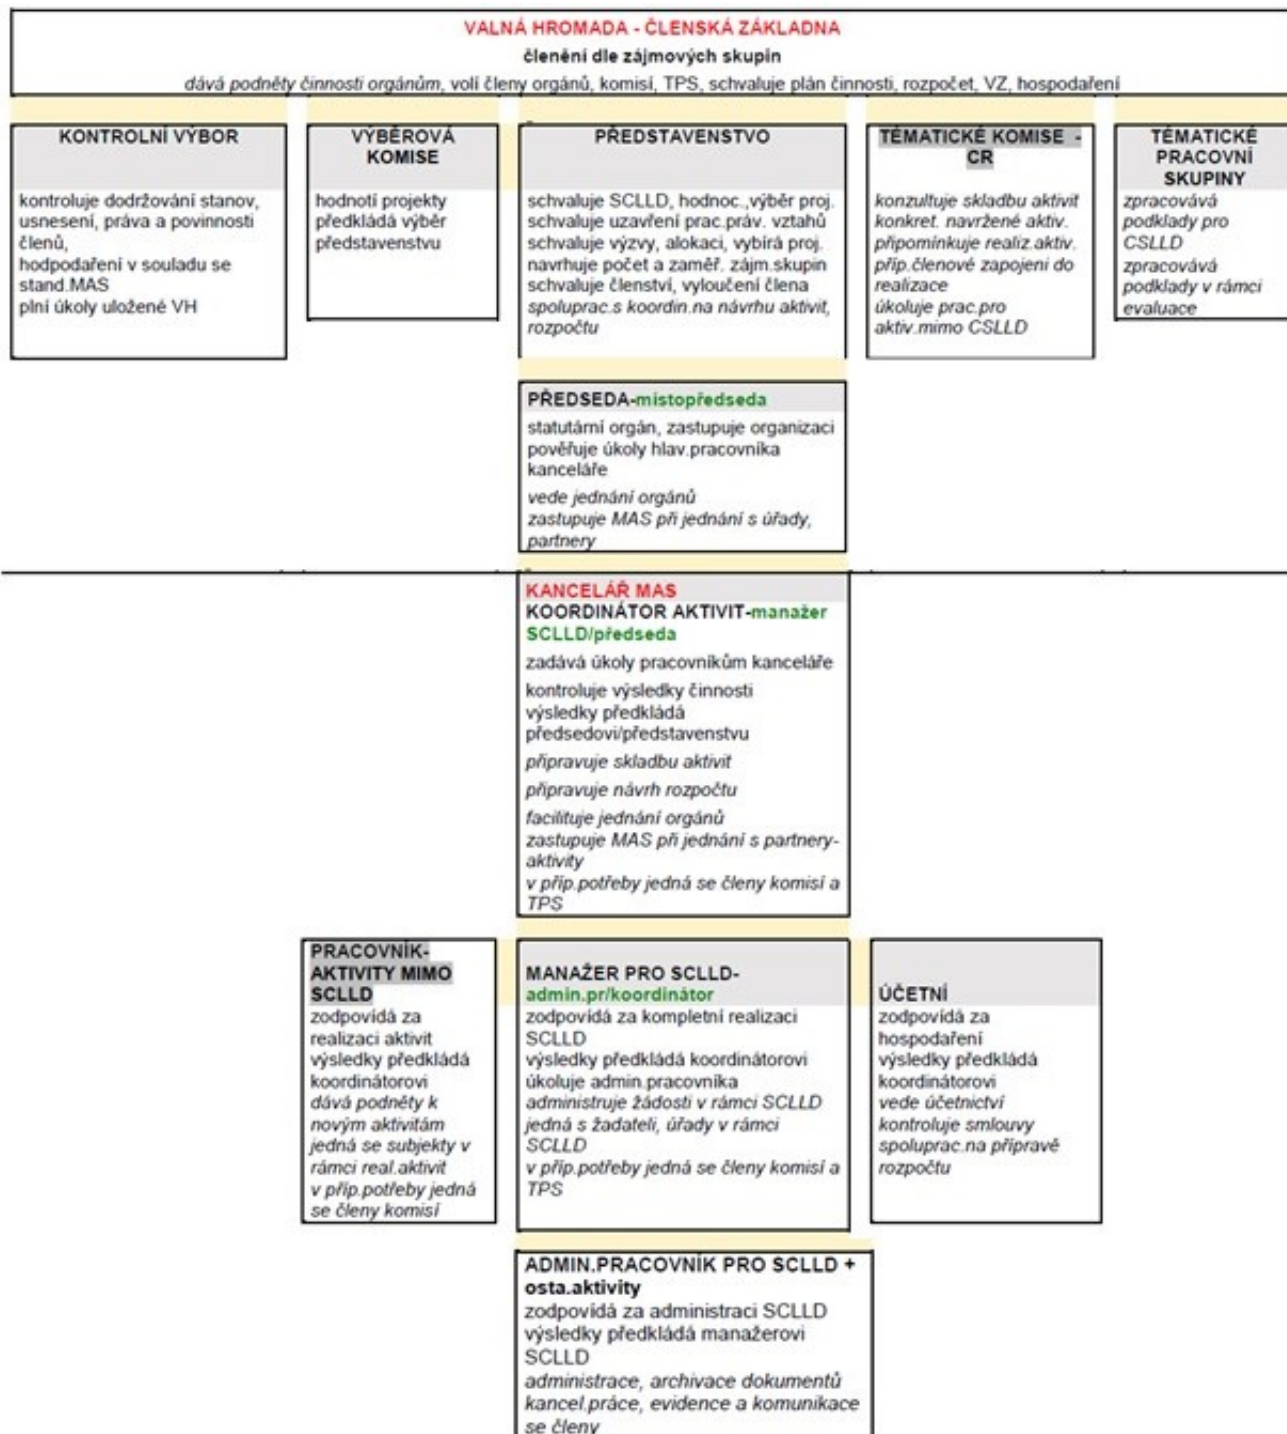 VALNÁ HROMADA - ČLENSKÁ ZÁKLADNA
členění dle zájmových skupin
dává podněty činnosti orgánům, volí členy orgánů, komisí, TPS, schvaluje plán činnosti, rozpočet, VZ, hospodaření
KONTROLNÍ VÝBOR
kontroluje dodržování stanov,
usnesení, práva a povinnosti
členů,
hodpodaření v souladu se
stand.MAS
plní úkoly uložené VH
VÝBĚROVÁ
KOMISE
hodnotí projekty
předkládá výběr
představenstvu
PŘEDSTAVENSTVO
schvaluje SCLLD, hodnoc.,výběr proj.
schvaluje uzavření prac.práv. vztahů
schvaluje výzvy, alokaci, vybírá proj.
navrhuje počet a zaměř. zájm.skupin
schvaluje členství, vyloučení člena
spoluprac.s koordin.na návrhu aktivit,
rozpočtu
TÉMATICKÉ KOMISE -
CR
konzultuje skladbu aktivit
konkret. navržené aktiv.
připomínkuje realiz.aktiv.
příp.členové zapojeni do
realizace
úkoluje prac.pro
aktiv.mimo CSLLD
TÉMATICKÉ
PRACOVNÍ
SKUPINY
zpracovává
podklady pro
CSLLD
zpracovává
podklady v rámci
evaluace
PŘEDSEDA-místopředseda
statutární orgán, zastupuje organizaci
pověřuje úkoly hlav.pracovníka
kanceláře
vede jednání orgánů
zastupuje MAS při jednání s úřady,
partnery
KANCELÁŘ MAS
KOORDINÁTOR AKTIVIT-manažer
SCLLD/předseda
zadává úkoly pracovníkům kanceláře
kontroluje výsledky činnosti
výsledky předkládá
předsedovi/představenstvu
připravuje skladbu aktivit
připravuje návrh rozpočtu
facilituje jednání orgánů
zastupuje MAS při jednání s partnery-
aktivity
v příp.potřeby jedná se členy komisí a
TPS
PRACOVNÍK-
AKTIVITY MIMO
SCLLD
zodpovídá za
realizaci aktivit
výsledky předkládá
koordinátorovi
dává podněty k
novým aktivitám
jedná se subjekty v
rámci real.aktivit
v příp.potřeby jedná
se členy komisí
MANAŽER PRO SCLLD-
admin.pr/koordinátor
zodpovídá za kompletní realizaci
SCLLD
výsledky předkládá koordinátorovi
úkoluje admin.pracovníka
administruje žádosti v rámci SCLLD
jedná s žadateli, úřady v rámci
SCLLD
v příp.potřeby jedná se členy komisí a
TPS
ÚČETNÍ
zodpovídá za
hospodaření
výsledky předkládá
koordinátorovi
vede účetnictví
kontroluje smlouvy
spoluprac.na přípravě
rozpočtu
ADMIN.PRACOVNÍK PRO SCLLD +
osta.aktivity
zodpovídá za administraci SCLLD
výsledky předkládá manažerovi
SCLLD
administrace, archivace dokumentů
kancel.práce, evidence a komunikace
se členy